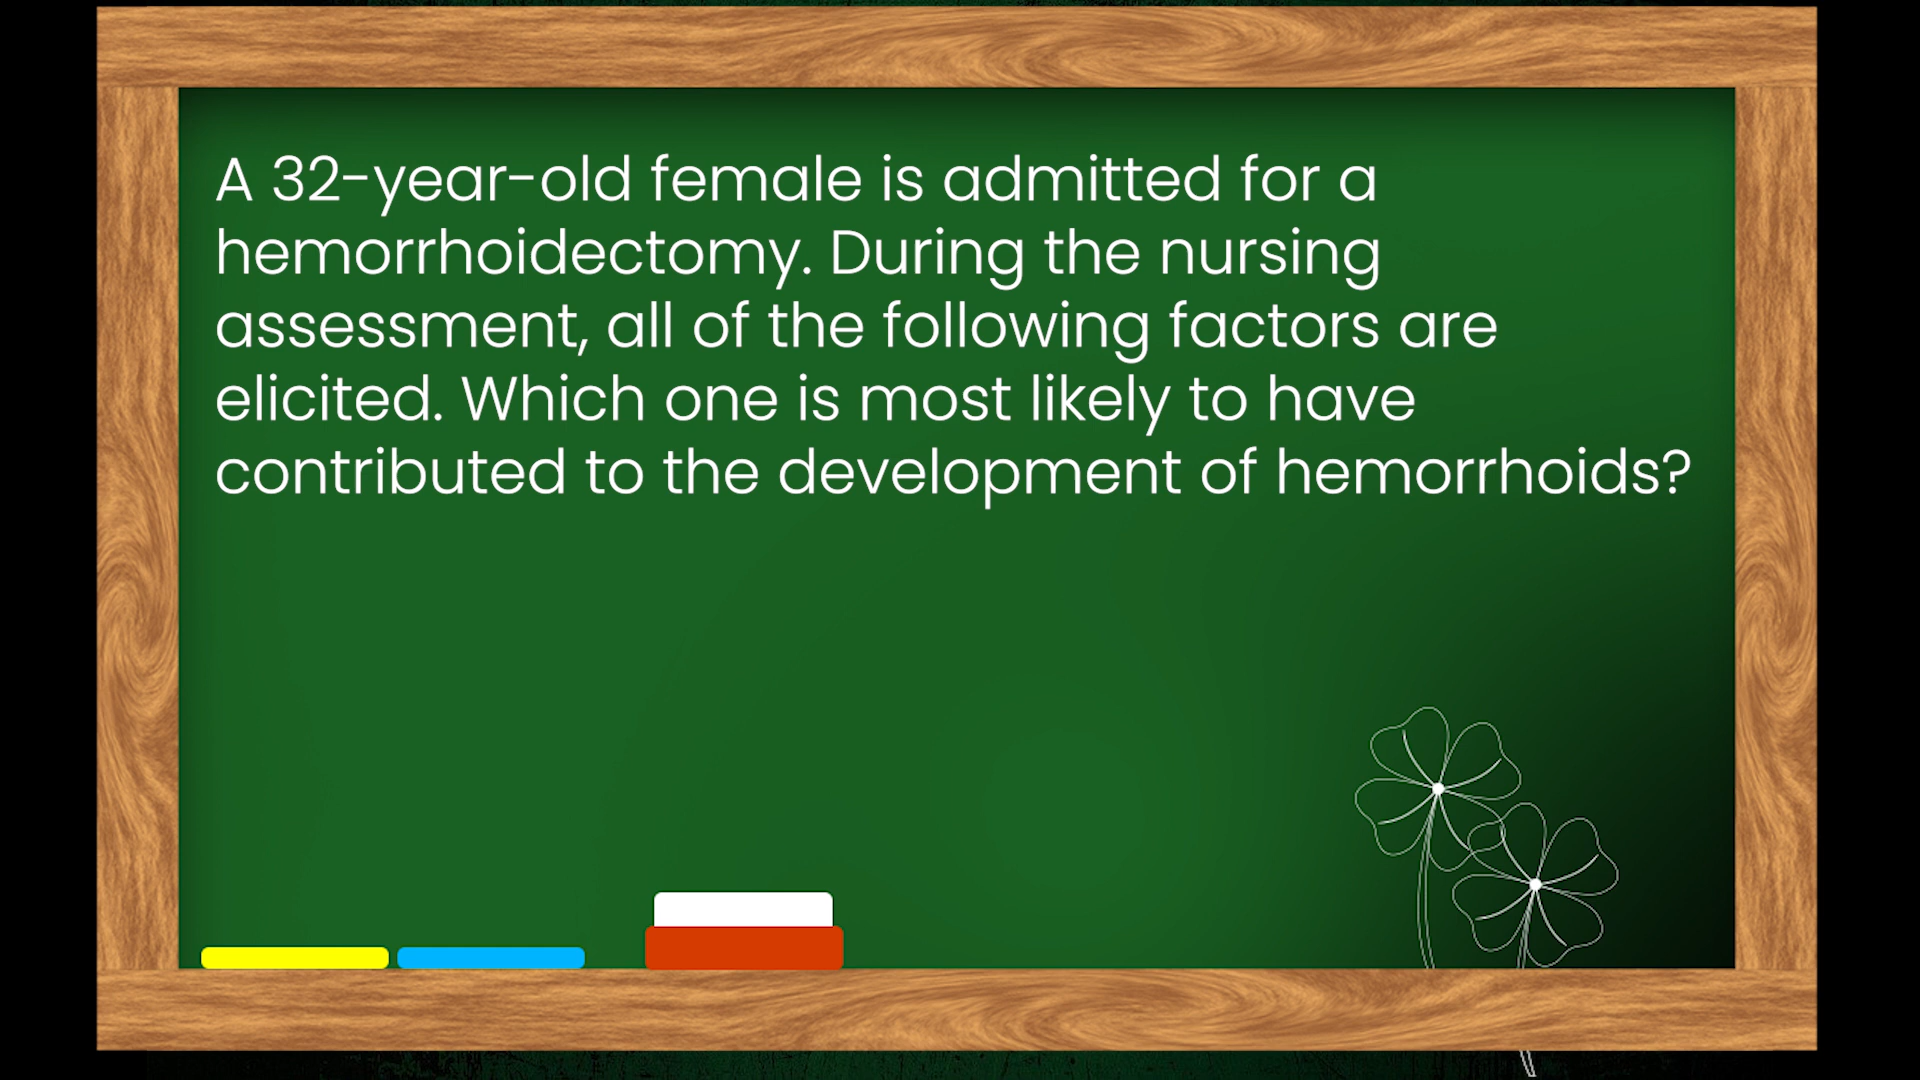 A 32-year-old female is admitted for a
hemorrhoidectomy. During the nursing
assessment, all of the following factors are
elicited. Which one is most likely to have
contributed to the development of hemorrhoids?